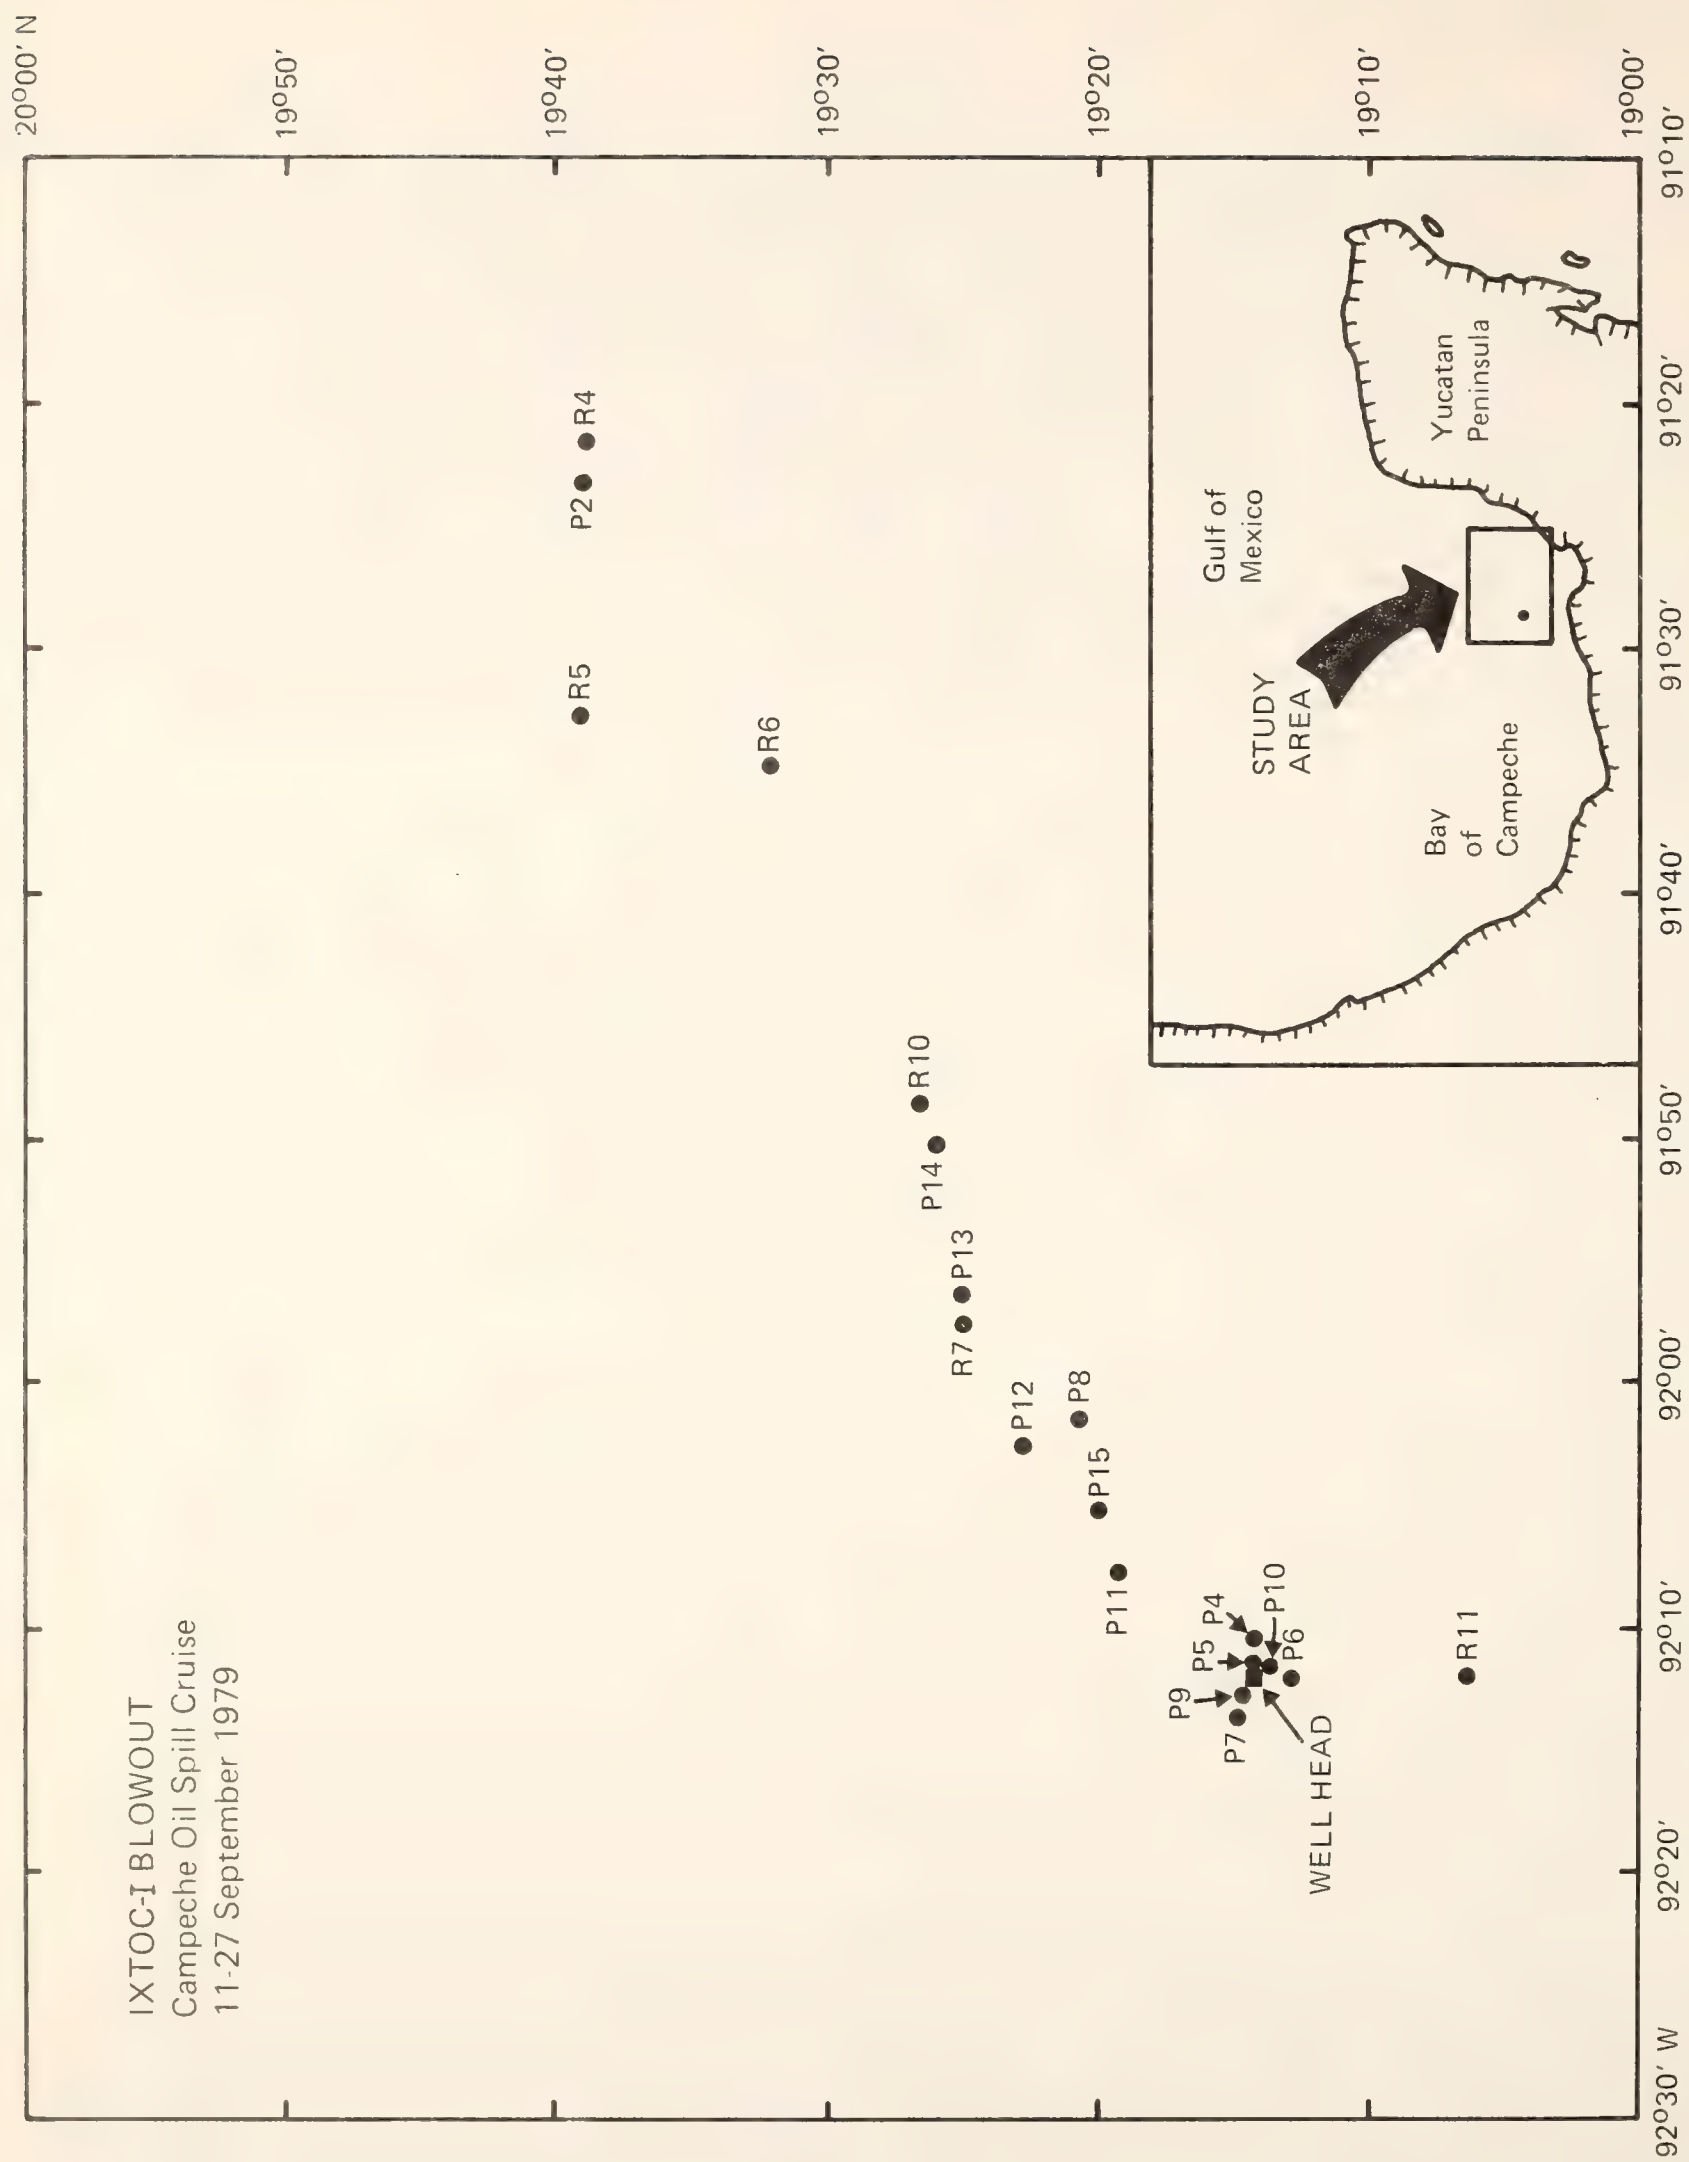 IXTOC-I BLOWOUT
Campeche Oil Spill Cruise
11-27 September 1979
20°00' N
19°50'
19°40'
19°30'
19°20'
19°10'
19°00'
R4
P2
R5
R6
R10
P14
P13
R7
P12
P8
P15
P11
P4
P5
P10
P9
P6
P7
WELL HEAD
R11
Gulf of
Mexico
STUDY
AREA
Yucatan
Peninsula
Bay
of
Campeche
92°30' W
92°20'
92°10'
92°00'
91°50'
91°40'
91°30'
91°20'
91°10'